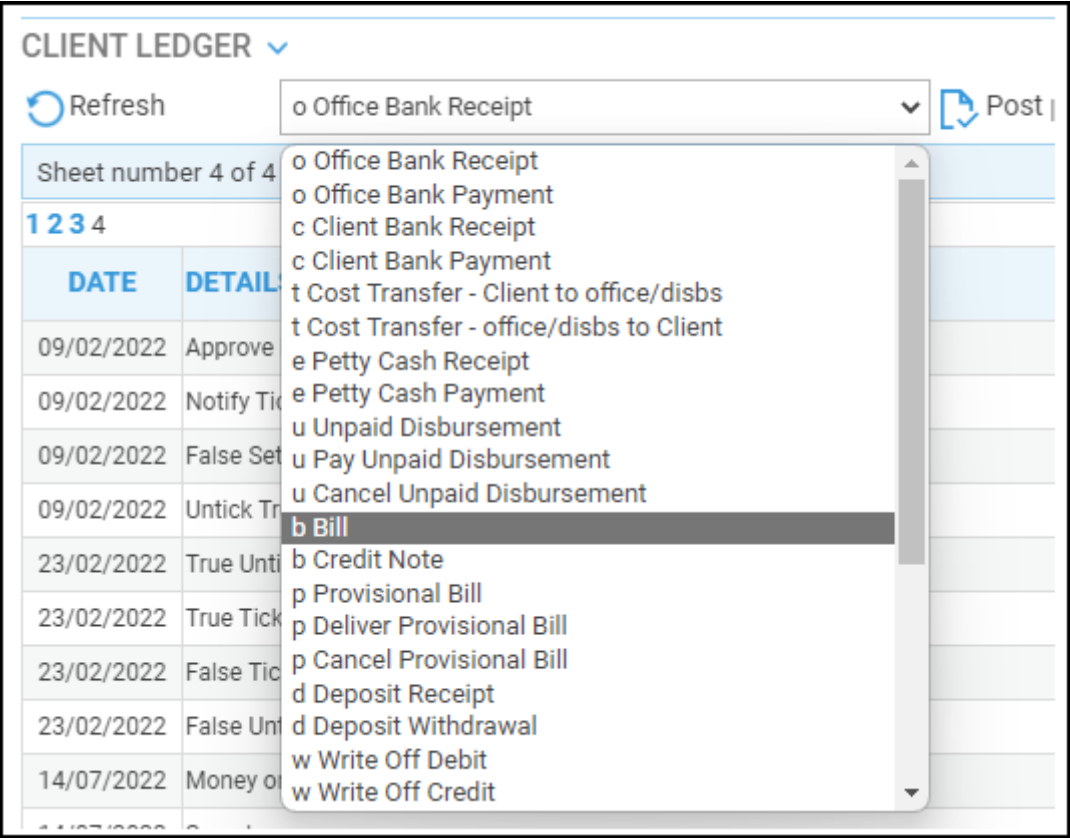 CLIENT LEDGER
Refresh
o Office Bank Receipt
Post
Sheet number 4 of 4
1 2 3 4
DATE
DETAILS
o Office Bank Receipt
o Office Bank Payment
c Client Bank Receipt
c Client Bank Payment
t Cost Transfer - Client to office/disbs
t Cost Transfer - office/disbs to Client
e Petty Cash Receipt
e Petty Cash Payment
u Unpaid Disbursement
u Pay Unpaid Disbursement
u Cancel Unpaid Disbursement
b Bill
b Credit Note
p Provisional Bill
p Deliver Provisional Bill
p Cancel Provisional Bill
d Deposit Receipt
d Deposit Withdrawal
w Write Off Debit
w Write Off Credit
09/02/2022 Approve
09/02/2022 Notify
09/02/2022 False
09/02/2022 Untick
23/02/2022 True
23/02/2022 True
23/02/2022 False
23/02/2022 False
14/07/2022 Money